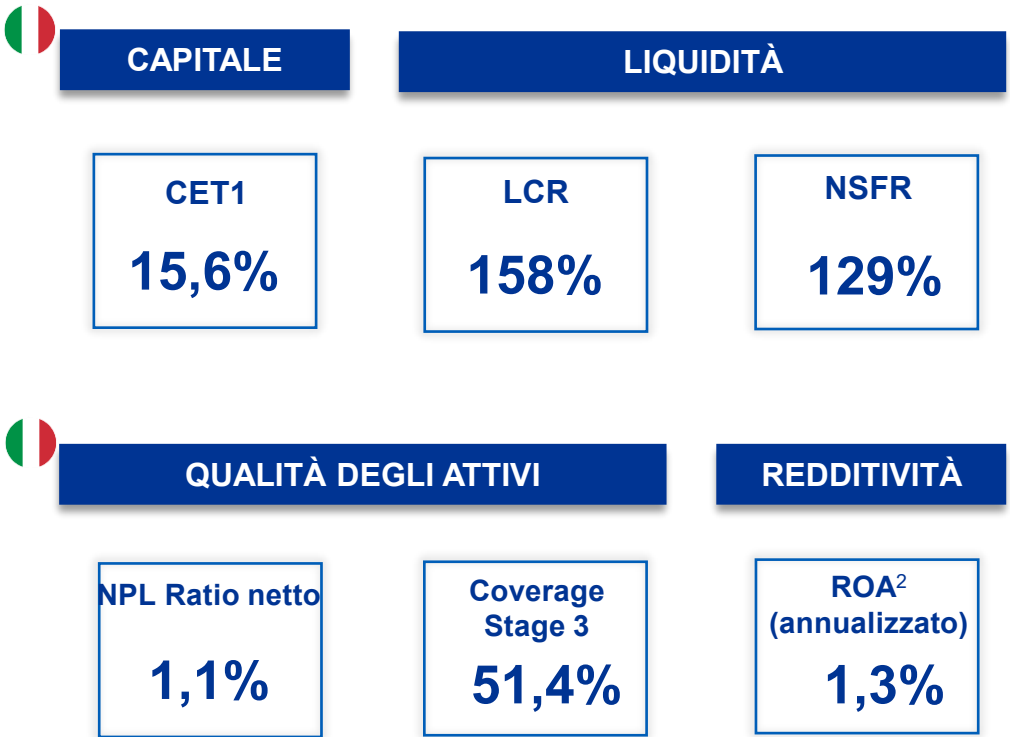 CAPITALE
LIQUIDITÀ
CET1
15,6%
LCR
158%
NSFR
129%
QUALITÀ DEGLI ATTIVI
REDDITIVITÀ
NPL Ratio netto
1,1%
Coverage
Stage 3
51,4%
ROA²
(annualizzato)
1,3%